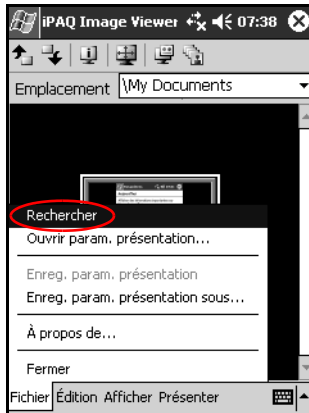 iPAQ Image Viewer 07:38
Emplacement \My Documents
Rechercher
Ouvrir param. présentation...
Enreg. param. présentation
Enreg. param. présentation sous...
À propos de...
Fermer
Fichier Édition Afficher Présenter